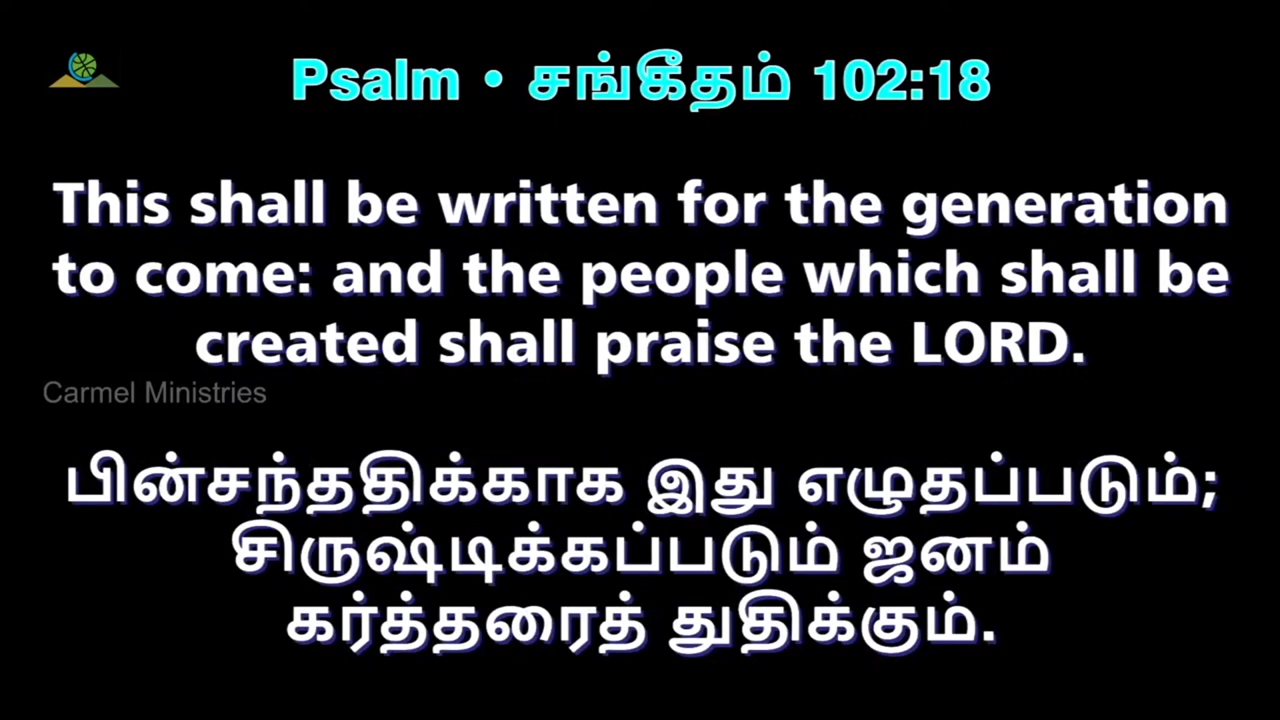 Psalm • சங்கீதம் 102:18
This shall be written for the generation
to come: and the people which shall be
created shall praise the LORD.
Carmel Ministries
பின்சந்ததிக்காக இது எழுதப்படும்;
சிருஷ்டிக்கப்படும் ஜனம்
கர்த்தரைத் துதிக்கும்.